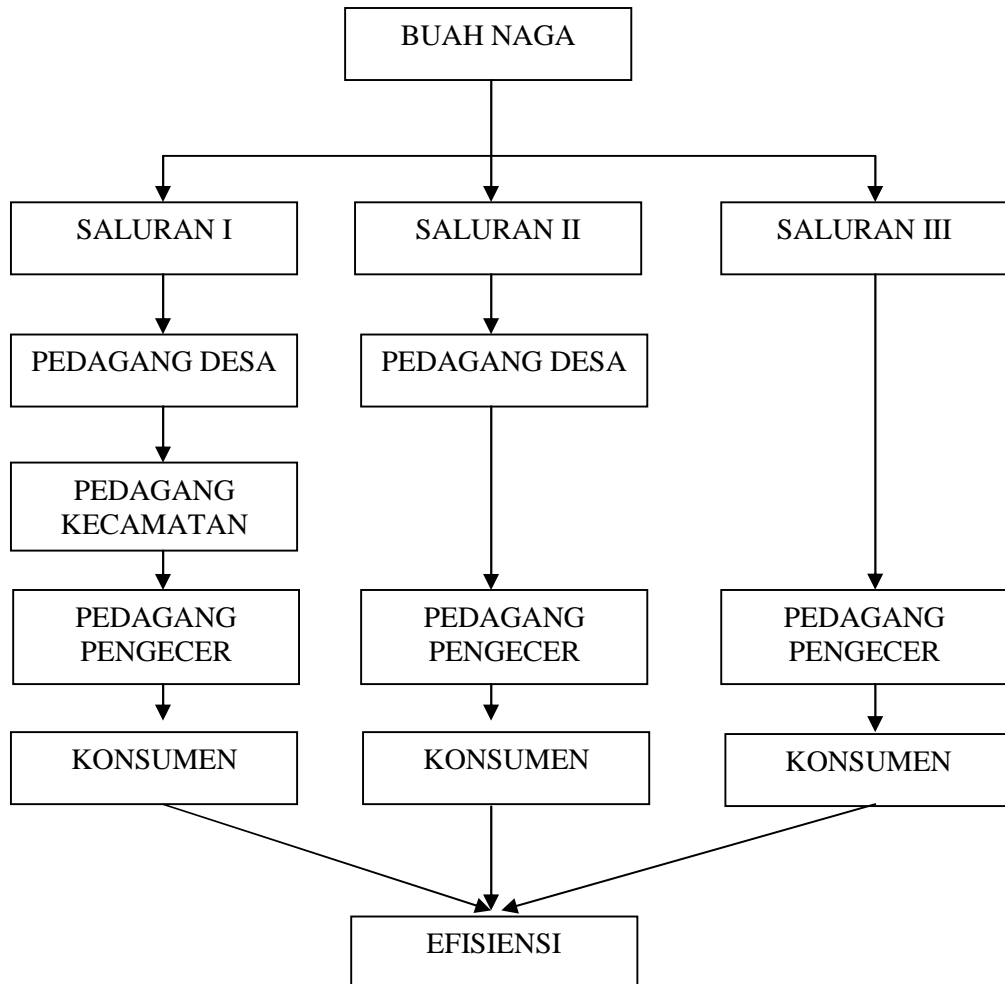 BUAH NAGA
SALURAN I
SALURAN II
SALURAN III
PEDAGANG DESA
PEDAGANG DESA
PEDAGANG
KECAMATAN
PEDAGANG
PENGECER
PEDAGANG
PENGECER
PEDAGANG
PENGECER
KONSUMEN
KONSUMEN
KONSUMEN
EFISIENSI